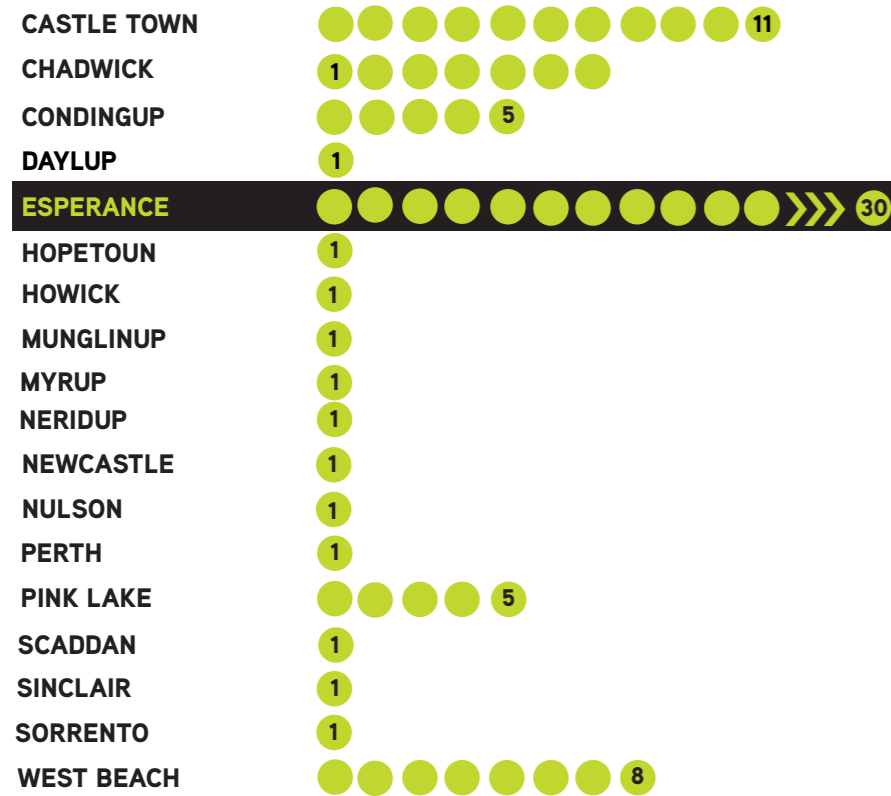 CASTLE TOWN 11
CHADWICK 1
CONDINGUP 5
DAYLUP 1
ESPERANCE 30
HOPETOUN 1
HOWICK 1
MUNGLINUP 1
MYRUP 1
NERIDUP 1
NEWCASTLE 1
NULSON 1
PERTH 1
PINK LAKE 5
SCADDAN 1
SINCLAIR 1
SORRENTO 1
WEST BEACH 8